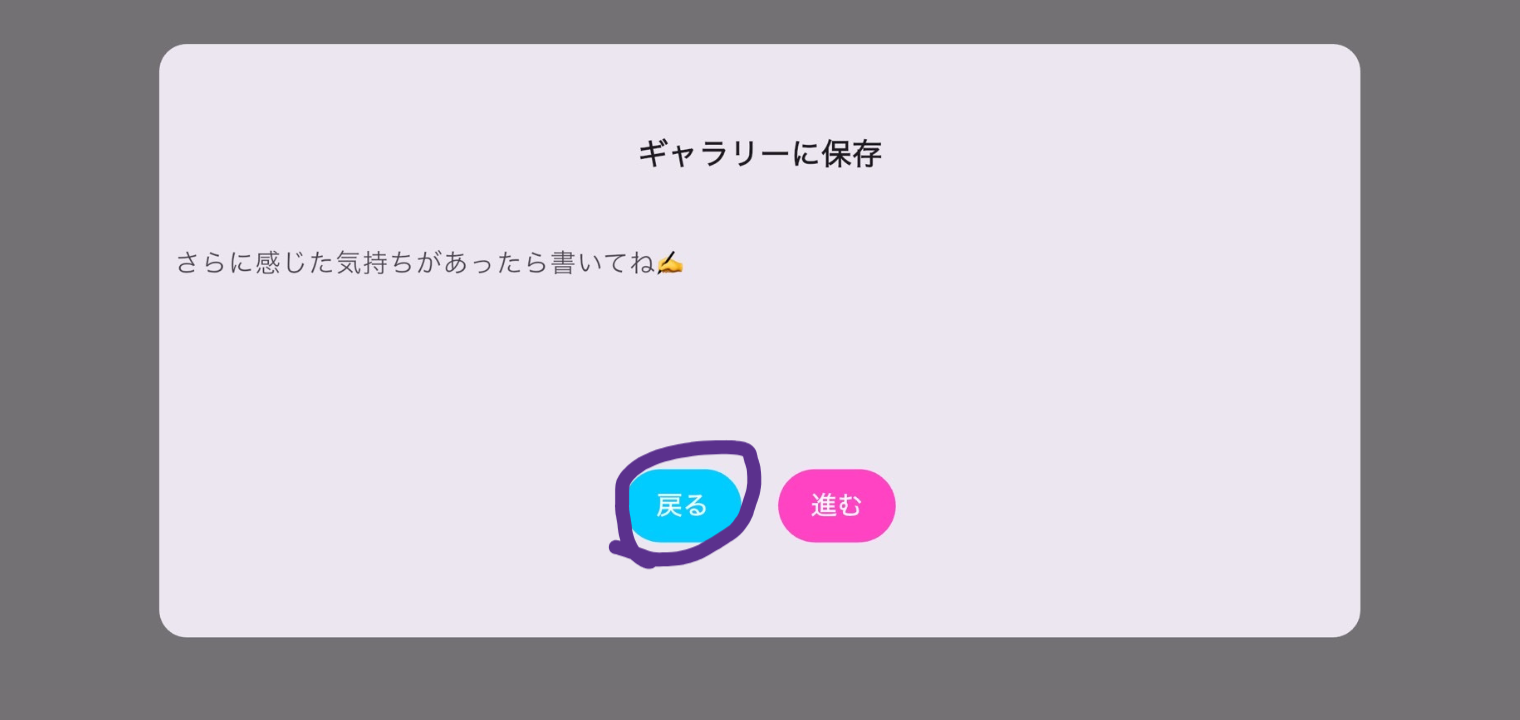 ギャラリーに保存
さらに感じた気持ちがあったら書いてね✍️
戻る
進む